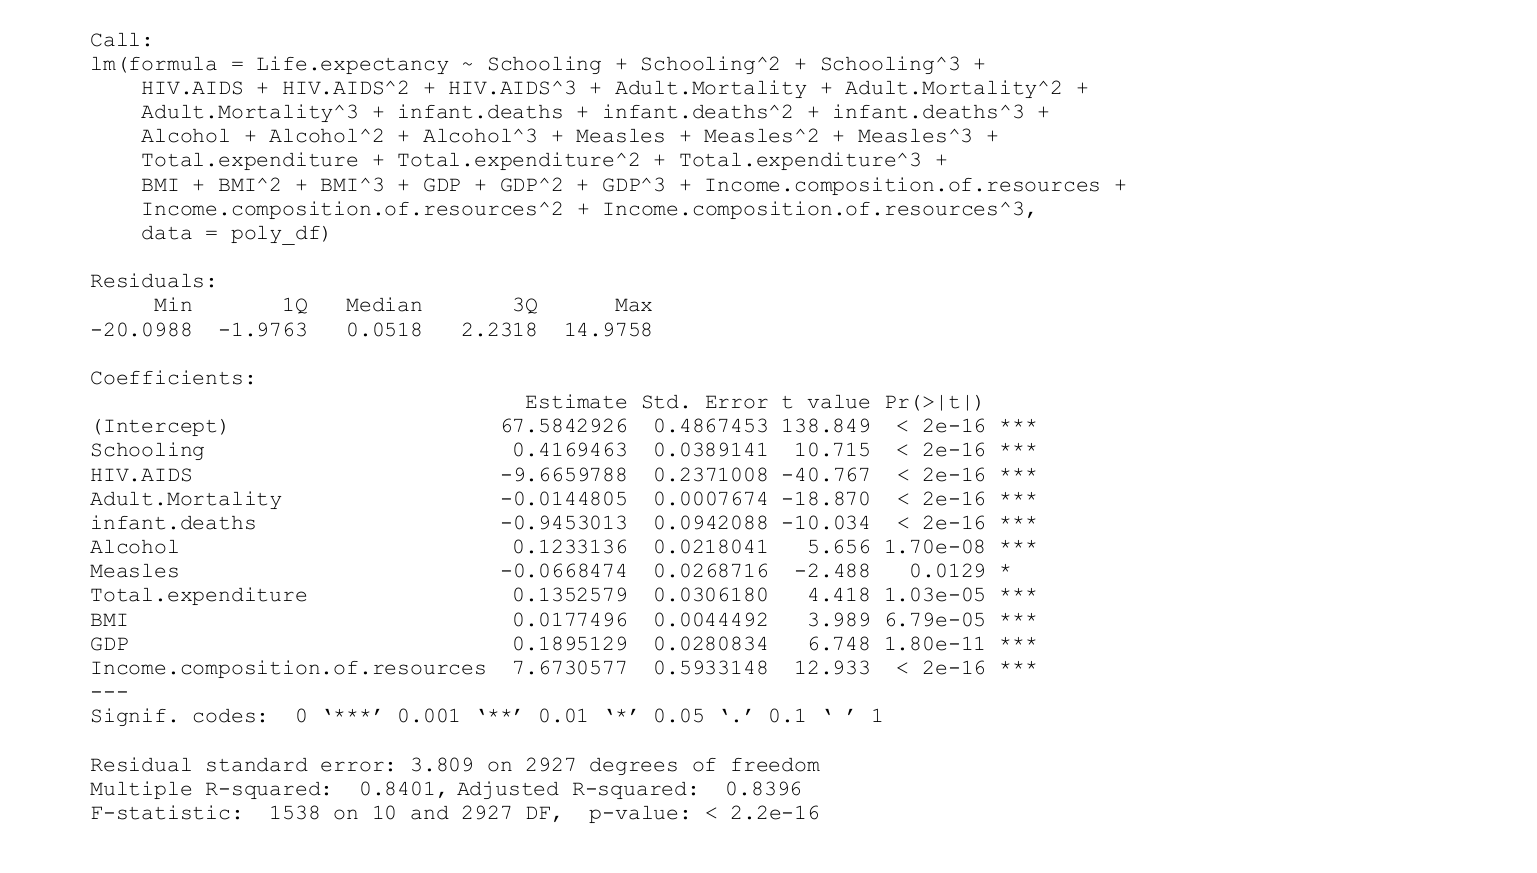 Call:
lm(formula = Life.expectancy ~ Schooling + Schooling^2 + Schooling^3 +
    HIV.AIDS + HIV.AIDS^2 + HIV.AIDS^3 + Adult.Mortality + Adult.Mortality^2 +
    Adult.Mortality^3 + infant.deaths + infant.deaths^2 + infant.deaths^3 +
    Alcohol + Alcohol^2 + Alcohol^3 + Measles + Measles^2 + Measles^3 +
    Total.expenditure + Total.expenditure^2 + Total.expenditure^3 +
    BMI + BMI^2 + BMI^3 + GDP + GDP^2 + GDP^3 + Income.composition.of.resources +
    Income.composition.of.resources^2 + Income.composition.of.resources^3,
    data = poly_df)
Residuals:
     Min       1Q   Median       3Q      Max
-20.0988  -1.9763   0.0518   2.2318  14.9758
Coefficients:
                                  Estimate Std. Error t value Pr(>|t|)
(Intercept)                     67.5842926  0.4867453 138.849  < 2e-16 ***
Schooling                        0.4169463  0.0389141  10.715  < 2e-16 ***
HIV.AIDS                        -9.6659788  0.2371008 -40.767  < 2e-16 ***
Adult.Mortality                 -0.0144805  0.0007674 -18.870  < 2e-16 ***
infant.deaths                   -0.9453013  0.0942088 -10.034  < 2e-16 ***
Alcohol                          0.1233136  0.0218041   5.656 1.70e-08 ***
Measles                         -0.0668474  0.0268716  -2.488   0.0129 *
Total.expenditure                0.1352579  0.0306180   4.418 1.03e-05 ***
BMI                              0.0177496  0.0044492   3.989 6.79e-05 ***
GDP                              0.1895129  0.0280834   6.748 1.80e-11 ***
Income.composition.of.resources  7.6730577  0.5933148  12.933  < 2e-16 ***
---
Signif. codes:  0 ‘***’ 0.001 ‘**’ 0.01 ‘*’ 0.05 ‘.’ 0.1 ‘ ’ 1
Residual standard error: 3.809 on 2927 degrees of freedom
Multiple R-squared:  0.8401, Adjusted R-squared:  0.8396
F-statistic:  1538 on 10 and 2927 DF,  p-value: < 2.2e-16